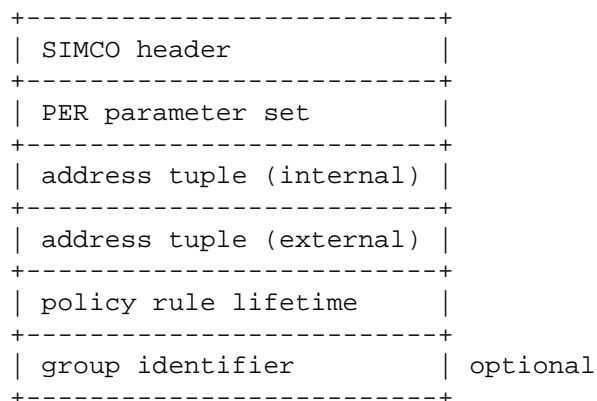 +--------------------------+
| SIMCO header             |
+--------------------------+
| PER parameter set        |
+--------------------------+
| address tuple (internal) |
+--------------------------+
| address tuple (external) |
+--------------------------+
| policy rule lifetime     |
+--------------------------+
| group identifier         | optional
+--------------------------+